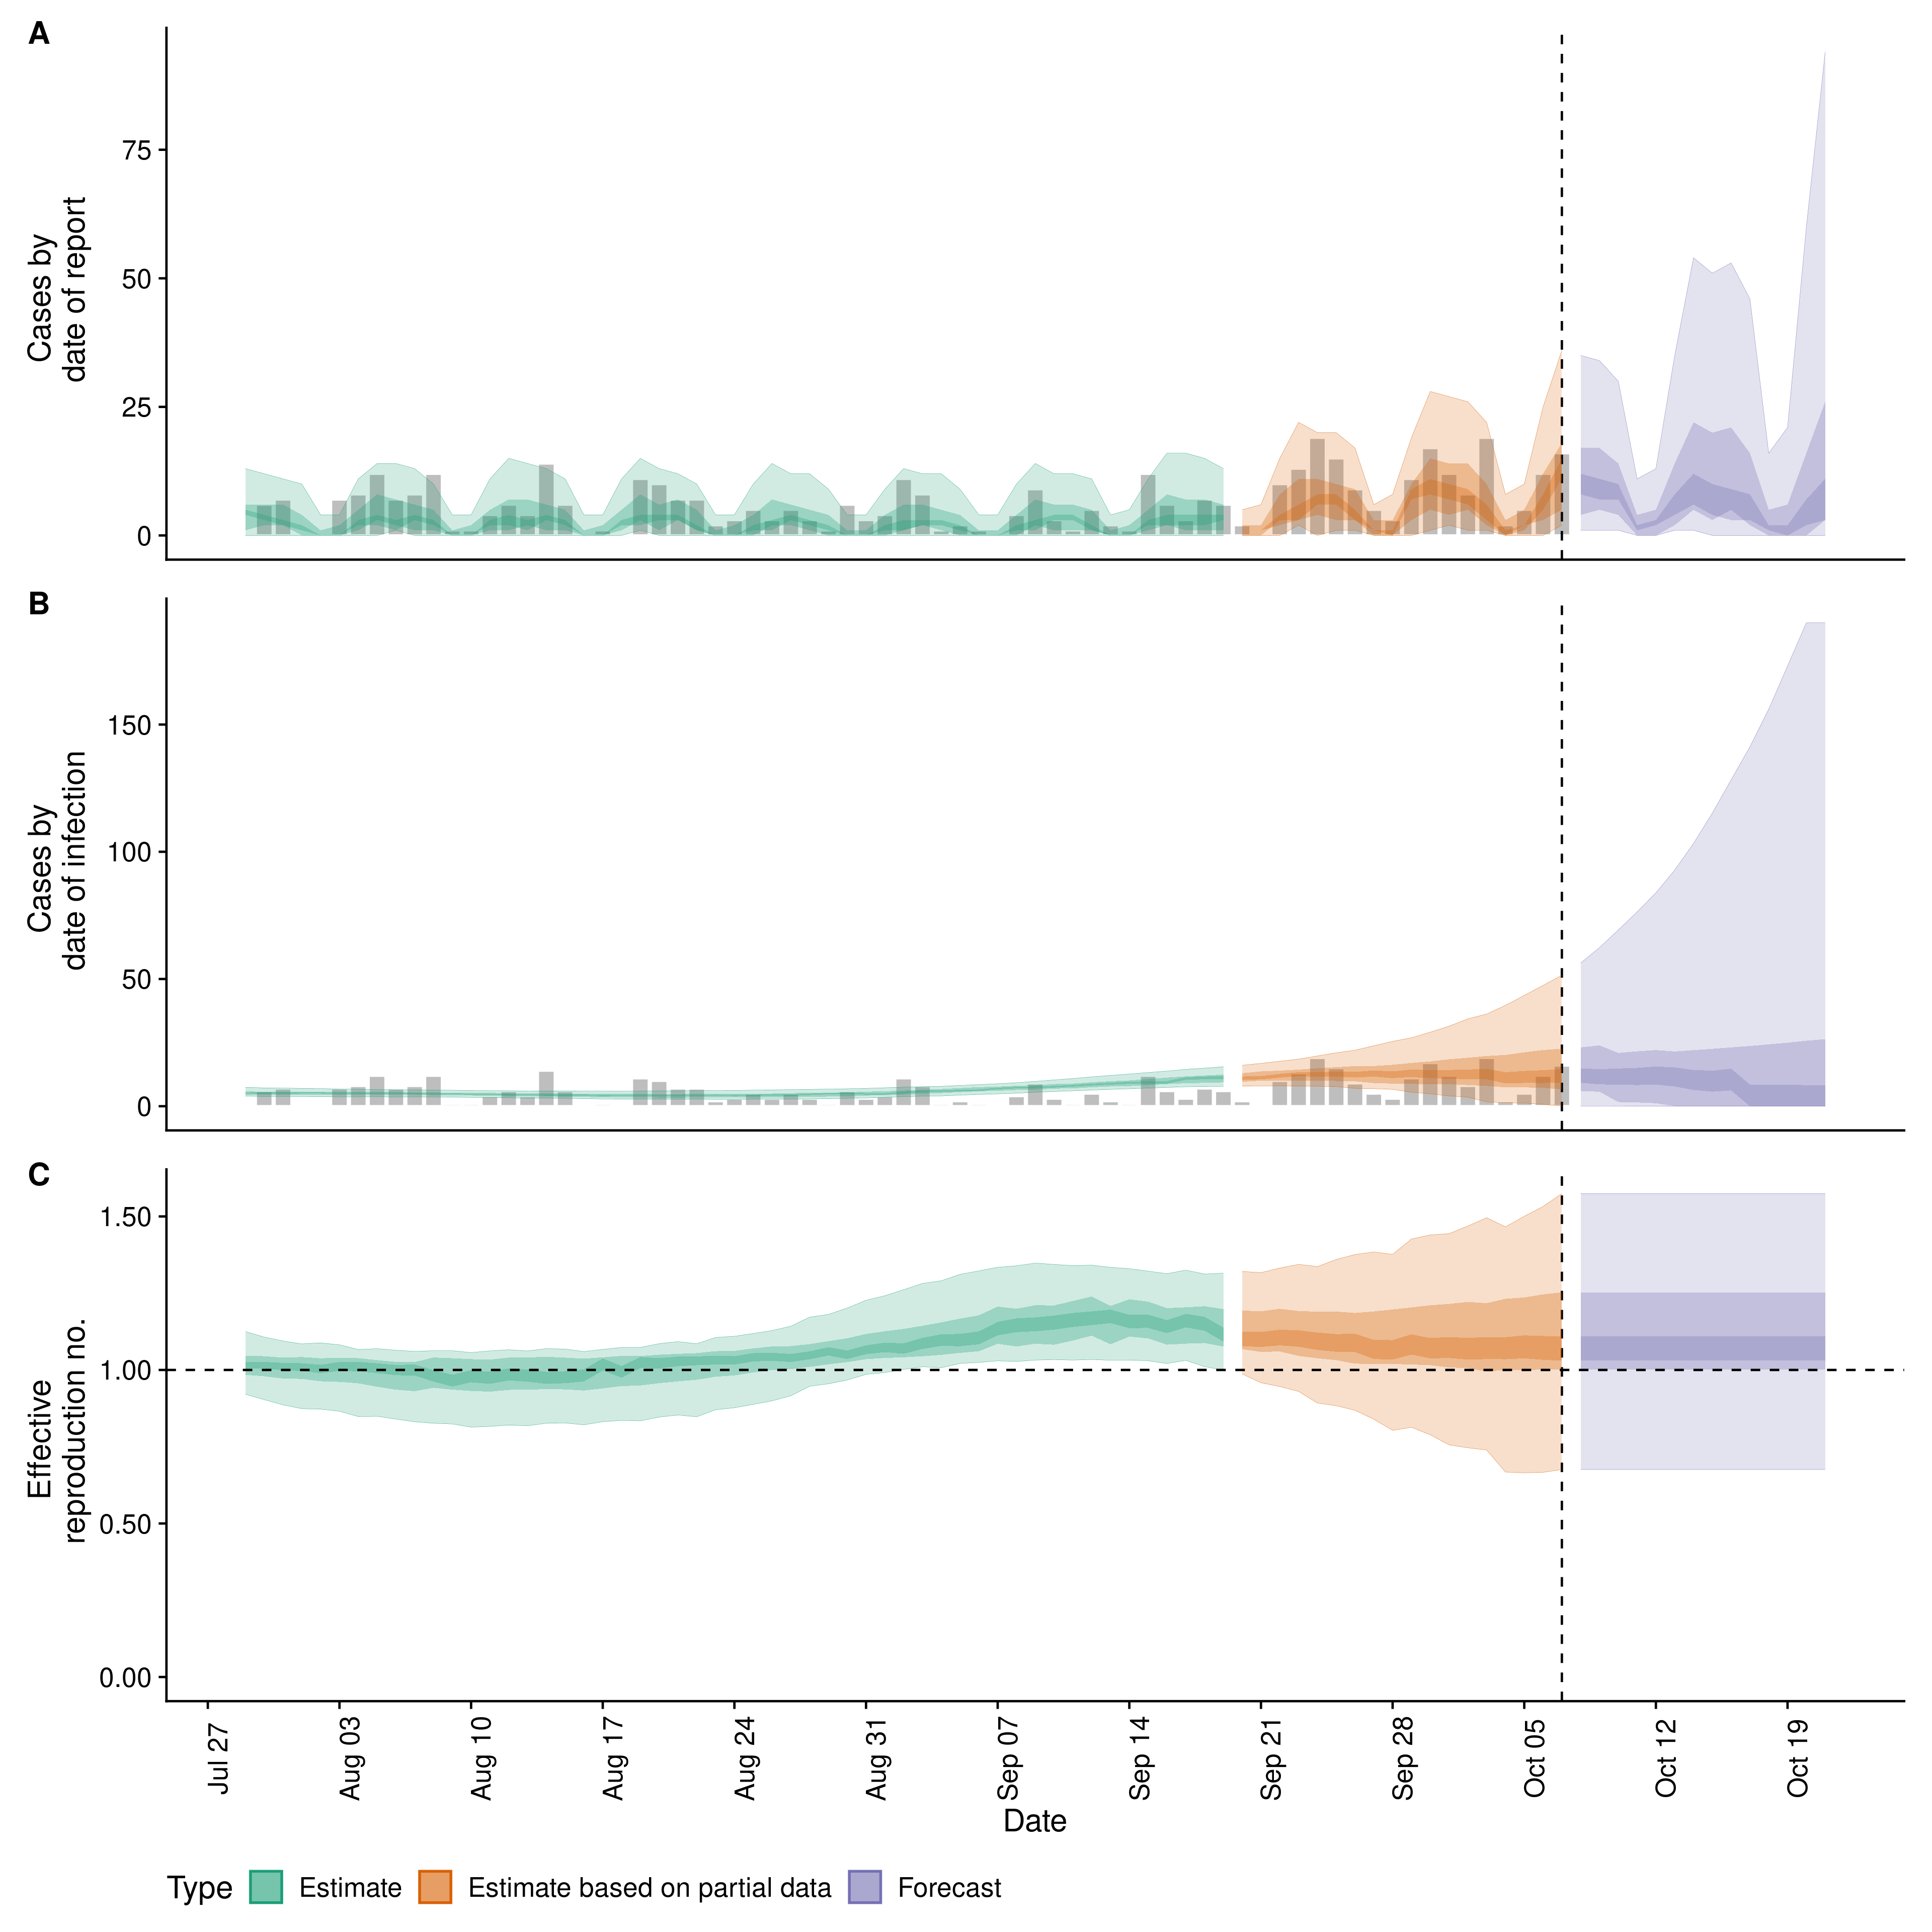 A
Cases by
date of report
75
50
25
0
B
Cases by
date of infection
150
100
50
0
C
Effective
reproduction no.
1.50
1.00
0.50
0.00
Jul 27
Aug 03
Aug 10
Aug 17
Aug 24
Aug 31
Sep 07
Sep 14
Sep 21
Sep 28
Oct 05
Oct 12
Oct 19
Date
Type Estimate Estimate based on partial data Forecast